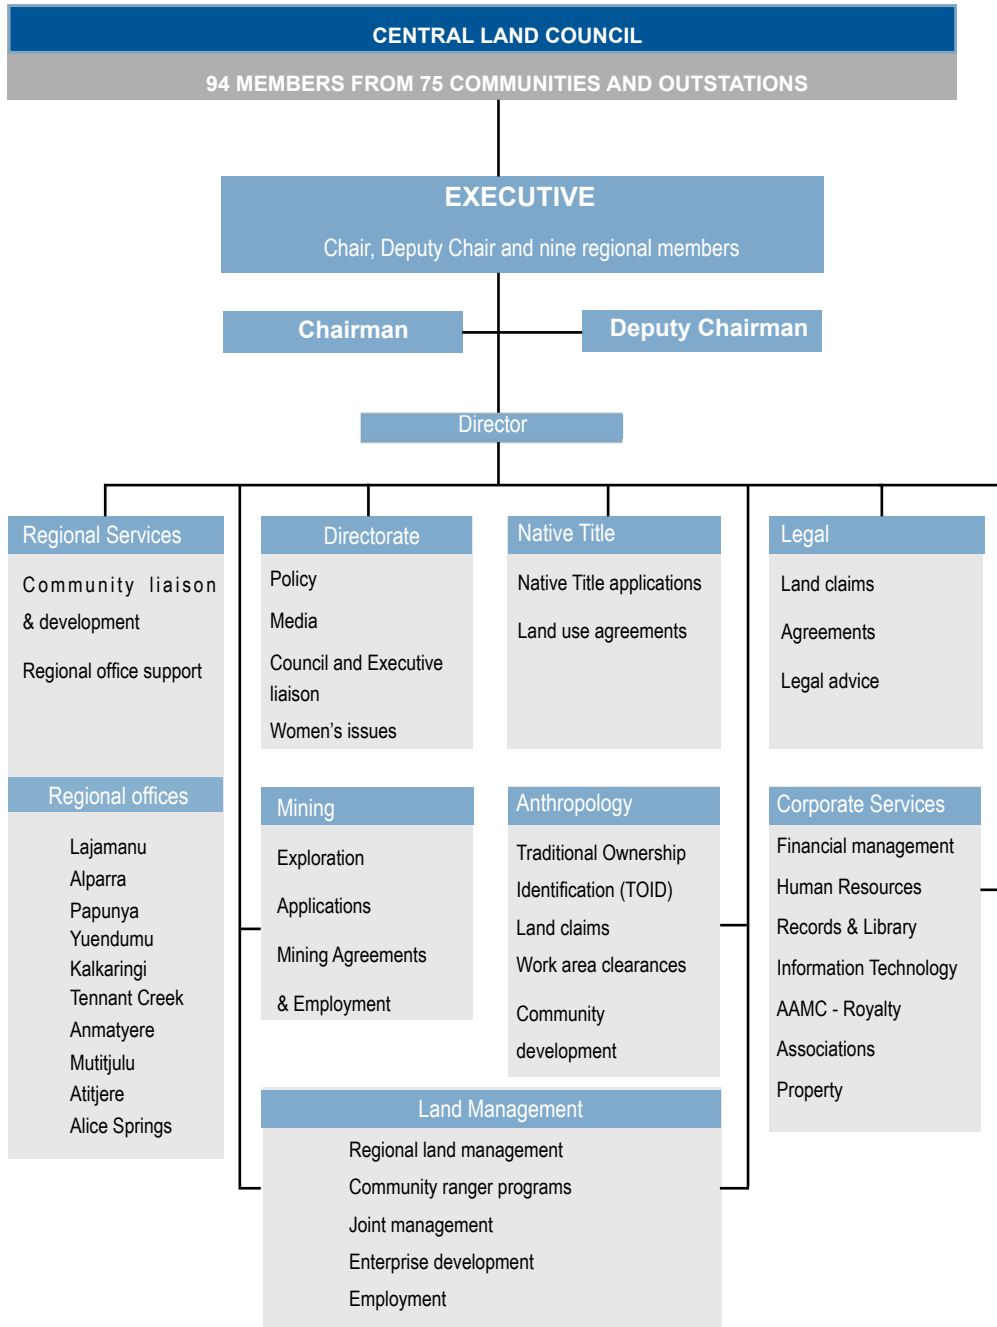 CENTRAL LAND COUNCIL
94 MEMBERS FROM 75 COMMUNITIES AND OUTSTATIONS
EXECUTIVE
Chair, Deputy Chair and nine regional members
Chairman
Deputy Chairman
Director
Regional Services
Community liaison
& development
Regional office support
Directorate
Policy
Media
Council and Executive
liaison
Women's issues
Native Title
Native Title applications
Land use agreements
Legal
Land claims
Agreements
Legal advice
Regional offices
Lajamanu
Alparra
Papunya
Yuendumu
Kalkaringi
Tennant Creek
Anmatyere
Mutitjulu
Atitjere
Alice Springs
Mining
Exploration
Applications
Mining Agreements
& Employment
Anthropology
Traditional Ownership
Identification (TOID)
Land claims
Work area clearances
Community
development
Corporate Services
Financial management
Human Resources
Records & Library
Information Technology
AAMC - Royalty
Associations
Property
Land Management
Regional land management
Community ranger programs
Joint management
Enterprise development
Employment